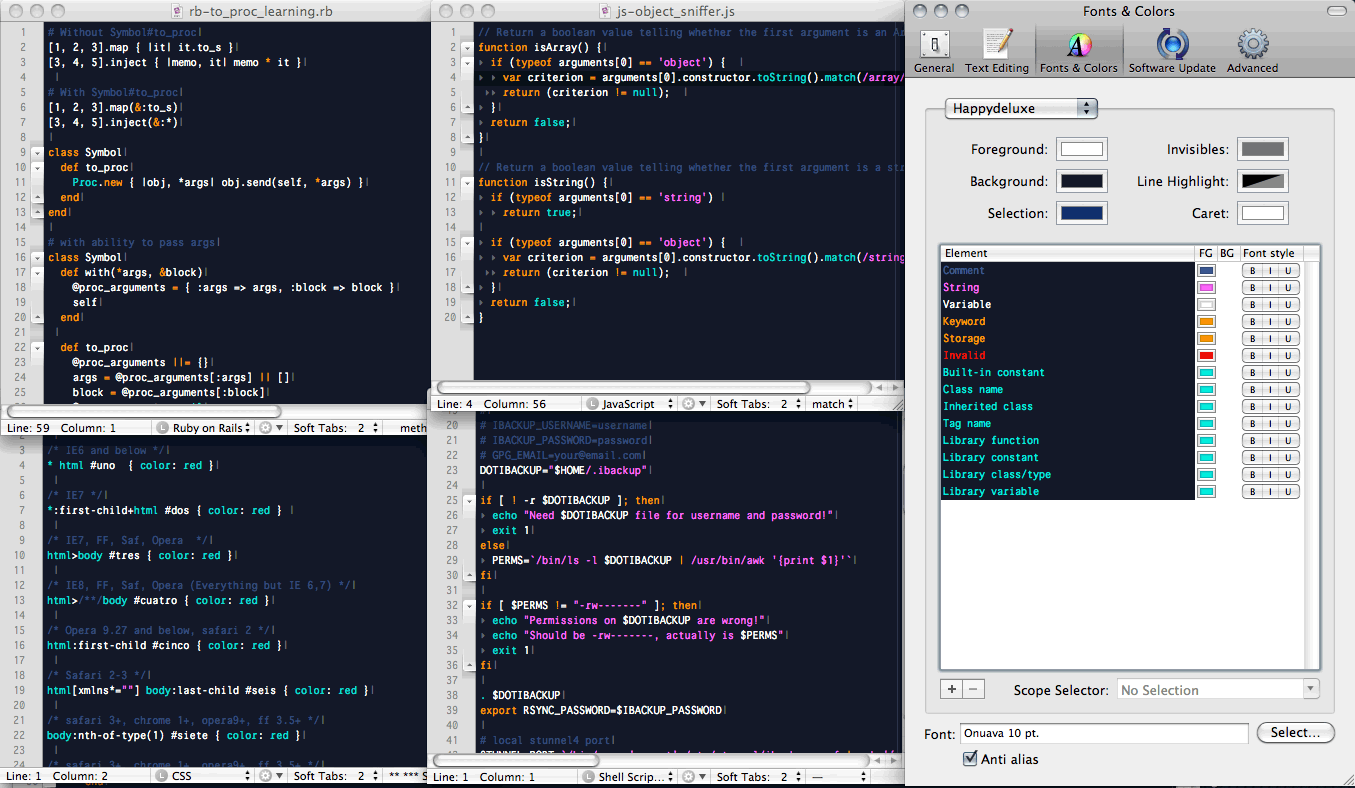 rb-to_proc_learning.rb
1 # Without Symbol#to_proc
2 [1, 2, 3].map { |it| it.to_s }
3 [3, 4, 5].inject { |memo, it| memo * it }
4
5 # With Symbol#to_proc
6 [1, 2, 3].map(&:to_s)
7 [3, 4, 5].inject(&:*)
8
9 class Symbol
10 def to_proc
11 Proc.new { |obj, *args| obj.send(self, *args) }
12 end
13 end
14
15 # with ability to pass args
16 class Symbol
17 def with(*args, &block)
18 @proc_arguments = { :args => args, :block => block }
19 self
20 end
21
22 def to_proc
23 @proc_arguments ||= {}
24 args = @proc_arguments[:args] || []
25 block = @proc_arguments[:block]
Line: 59 Column: 1 L Ruby on Rails Soft Tabs: 2 meth
3 /* IE6 and below */
4 * html #uno { color: red }
5
6 /* IE7 */
7 *:first-child+html #dos { color: red }
8
9 /* IE7, FF, Saf, Opera */
10 html>body #tres { color: red }
11
12 /* IE8, FF, Saf, Opera (Everything but IE 6,7) */
13 html>/**/body #cuatro { color: red }
14
15 /* Opera 9.27 and below, safari 2 */
16 html:first-child #cinco { color: red }
17
18 /* Safari 2-3 */
19 html[xmlns*=""] body:last-child #seis { color: red }
20
21 /* safari 3+, chrome 1+, opera9+, ff 3.5+ */
22 body:nth-of-type(1) #siete { color: red }
23
24 /* safari 3+, chrome 1+, opera9+, ff 3.5+ */
Line: 1 Column: 2 L CSS Soft Tabs: 2 ** *** S
js-object_sniffer.js
1 // Return a boolean value telling whether the first argument is an Ar
2 function isArray() {
3 if (typeof arguments[0] == 'object') {
4 var criterion = arguments[0].constructor.toString().match(/array/
5 return (criterion != null);
6 }
7 return false;
8 }
9
10 // Return a boolean value telling whether the first argument is a str
11 function isString() {
12 if (typeof arguments[0] == 'string')
13 return true;
14
15 if (typeof arguments[0] == 'object') {
16 var criterion = arguments[0].constructor.toString().match(/string
17 return (criterion != null);
18 }
19 return false;
20 }
Line: 4 Column: 56 L JavaScript Soft Tabs: 2 match
20 # IBACKUP_USERNAME=username
21 # IBACKUP_PASSWORD=password
22 # GPG_EMAIL=your@email.com
23 DOTIBACKUP="$HOME/.ibackup"
24
25 if [ ! -r $DOTIBACKUP ]; then
26 echo "Need $DOTIBACKUP file for username and password!"
27 exit 1
28 else
29 PERMS=`/bin/ls -l $DOTIBACKUP | /usr/bin/awk '{print $1}'`
30 fi
31
32 if [ $PERMS != "-rw-------" ]; then
33 echo "Permissions on $DOTIBACKUP are wrong!"
34 echo "Should be -rw-------, actually is $PERMS"
35 exit 1
36 fi
37
38 . $DOTIBACKUP
39 export RSYNC_PASSWORD=$IBACKUP_PASSWORD
40
41 # local stunnel4 port
Line: 1 Column: 1 L Shell Scrip... Soft Tabs: 2 —
Fonts & Colors
General Text Editing Fonts & Colors Software Update Advanced
Happydeluxe
Foreground: Invisibles:
Background: Line Highlight:
Selection: Caret:
Element FG BG Font style
Comment B I U
String B I U
Variable B I U
Keyword B I U
Storage B I U
Invalid B I U
Built-in constant B I U
Class name B I U
Inherited class B I U
Tag name B I U
Library function B I U
Library constant B I U
Library class/type B I U
Library variable B I U
+ − Scope Selector: No Selection
Font: Onuava 10 pt. Select...
Anti alias